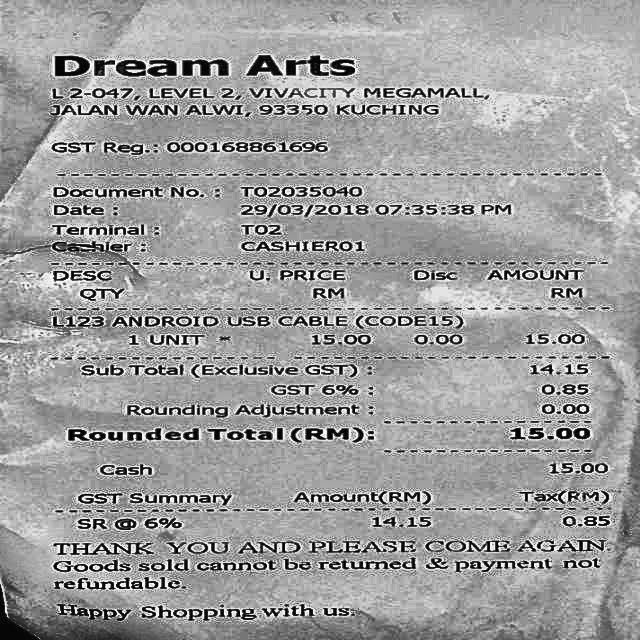 Dream Arts
L2-047, LEVEL 2, VIVACITY MEGAMALL,
JALAN WAN ALWI, 93350 KUCHING
GST Reg.: 000168861696
Document No. : T02035040
Date : 29/03/2018 07:35:38 PM
Terminal : T02
Cashier : CASHIER01
DESC U. PRICE Disc AMOUNT
QTY RM RM
L123 ANDROID USB CABLE (CODE15)
1 UNIT * 15.00 0.00 15.00
Sub Total (Exclusive GST) : 14.15
GST 6% : 0.85
Rounding Adjustment : 0.00
Rounded Total (RM): 15.00
Cash 15.00
GST Summary Amount(RM) Tax(RM)
SR @ 6% 14.15 0.85
THANK YOU AND PLEASE COME AGAIN.
Goods sold cannot be returned & payment not
refundable.
Happy Shopping with us.